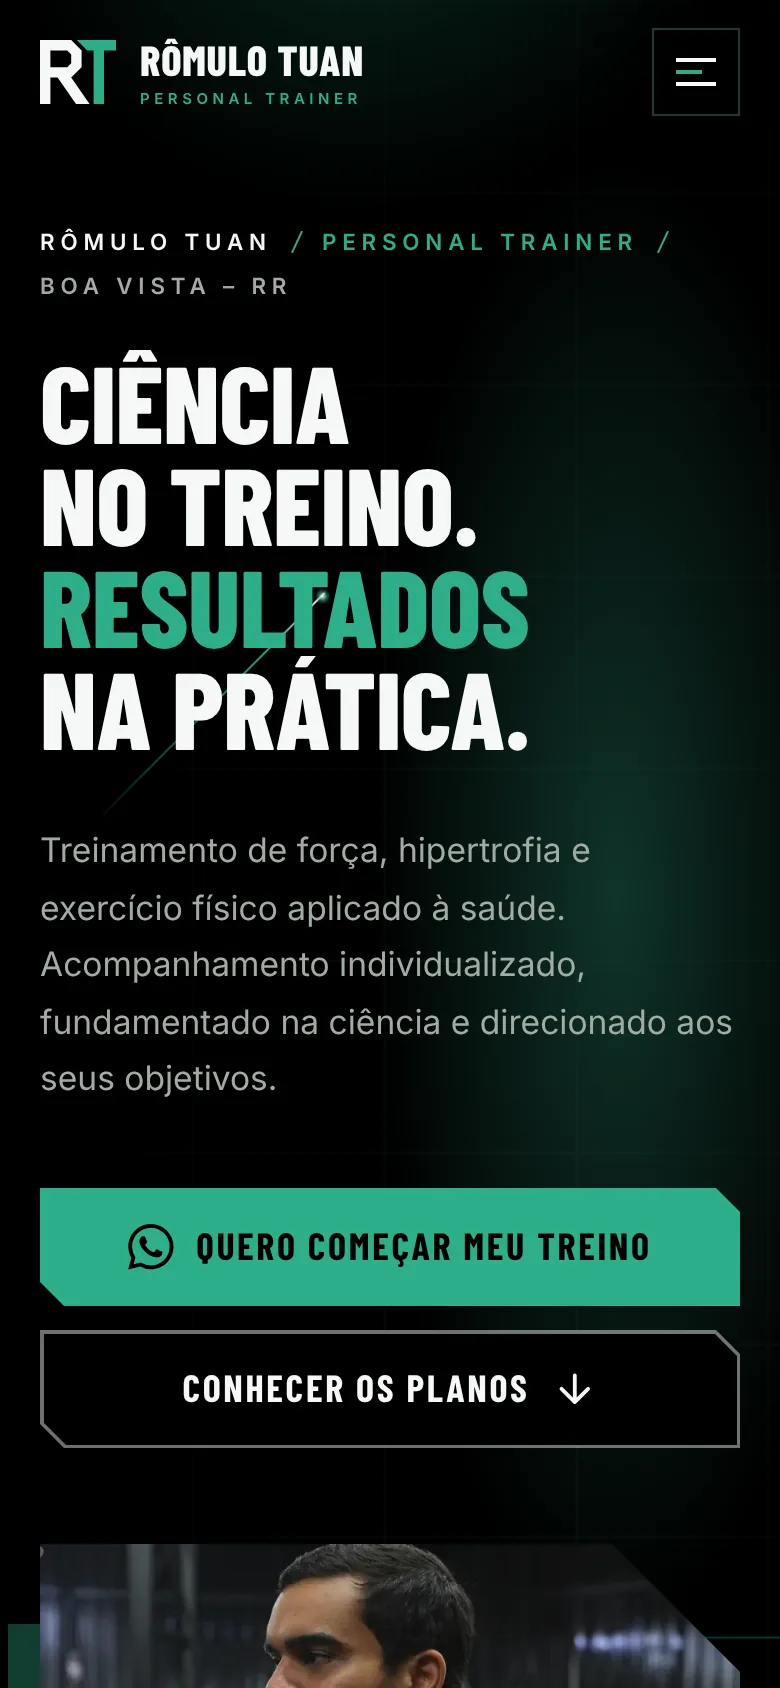 RT
RÔMULO TUAN
PERSONAL TRAINER
RÔMULO TUAN / PERSONAL TRAINER /
BOA VISTA – RR
CIÊNCIA
NO TREINO.
RESULTADOS
NA PRÁTICA.
Treinamento de força, hipertrofia e
exercício físico aplicado à saúde.
Acompanhamento individualizado,
fundamentado na ciência e direcionado aos
seus objetivos.
QUERO COMEÇAR MEU TREINO
CONHECER OS PLANOS